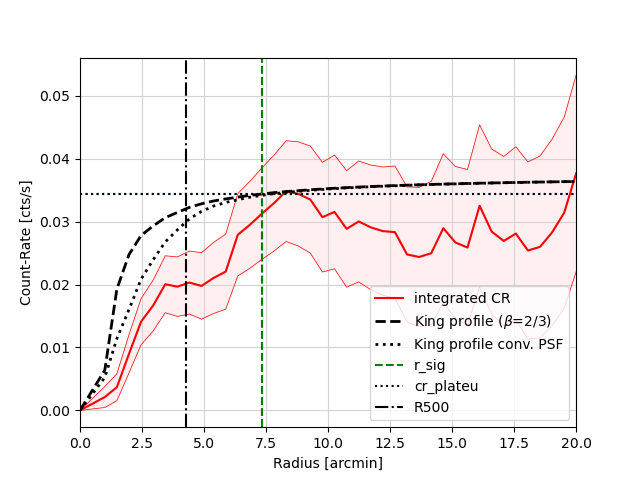 0.05
0.04
0.03
0.02
0.01
0.00
Count-Rate [cts/s]
integrated CR
King profile (β=2/3)
King profile conv. PSF
r_sig
cr_plateu
R500
0.0 2.5 5.0 7.5 10.0 12.5 15.0 17.5 20.0
Radius [arcmin]